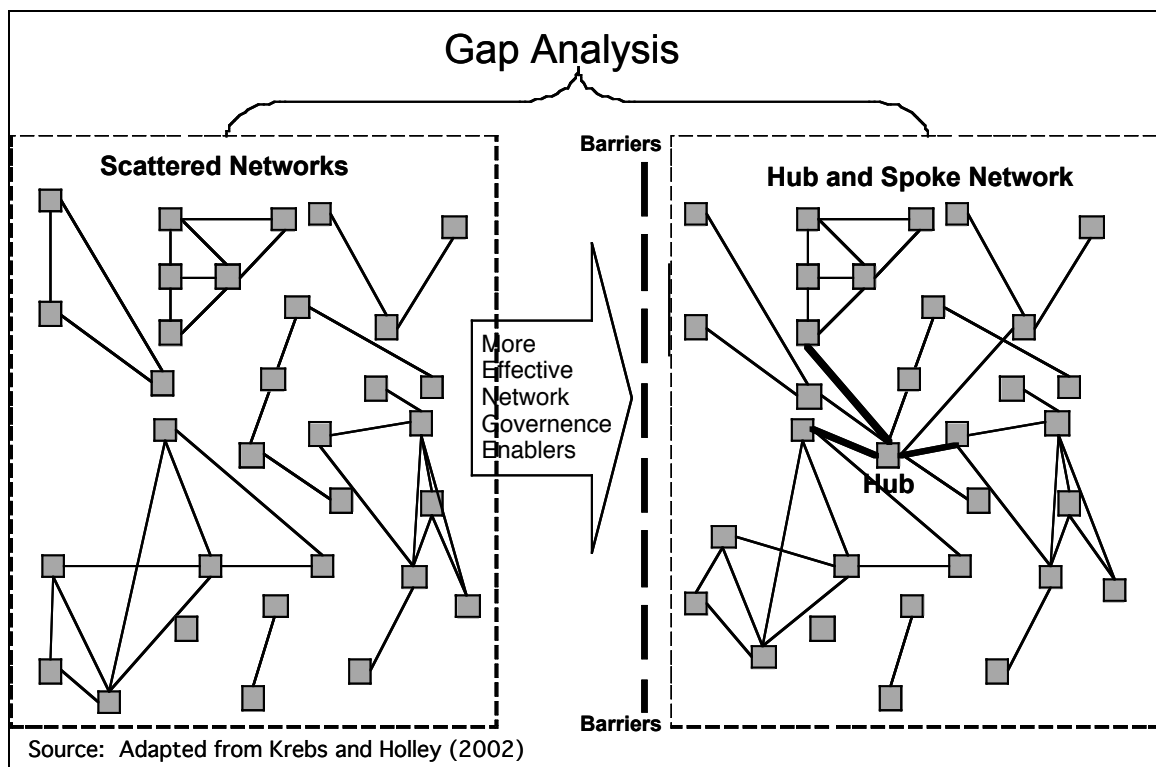 Gap Analysis
Scattered Networks
Barriers
Hub and Spoke Network
More
Effective
Network
Governence
Enablers
Hub
Barriers
Source: Adapted from Krebs and Holley (2002)